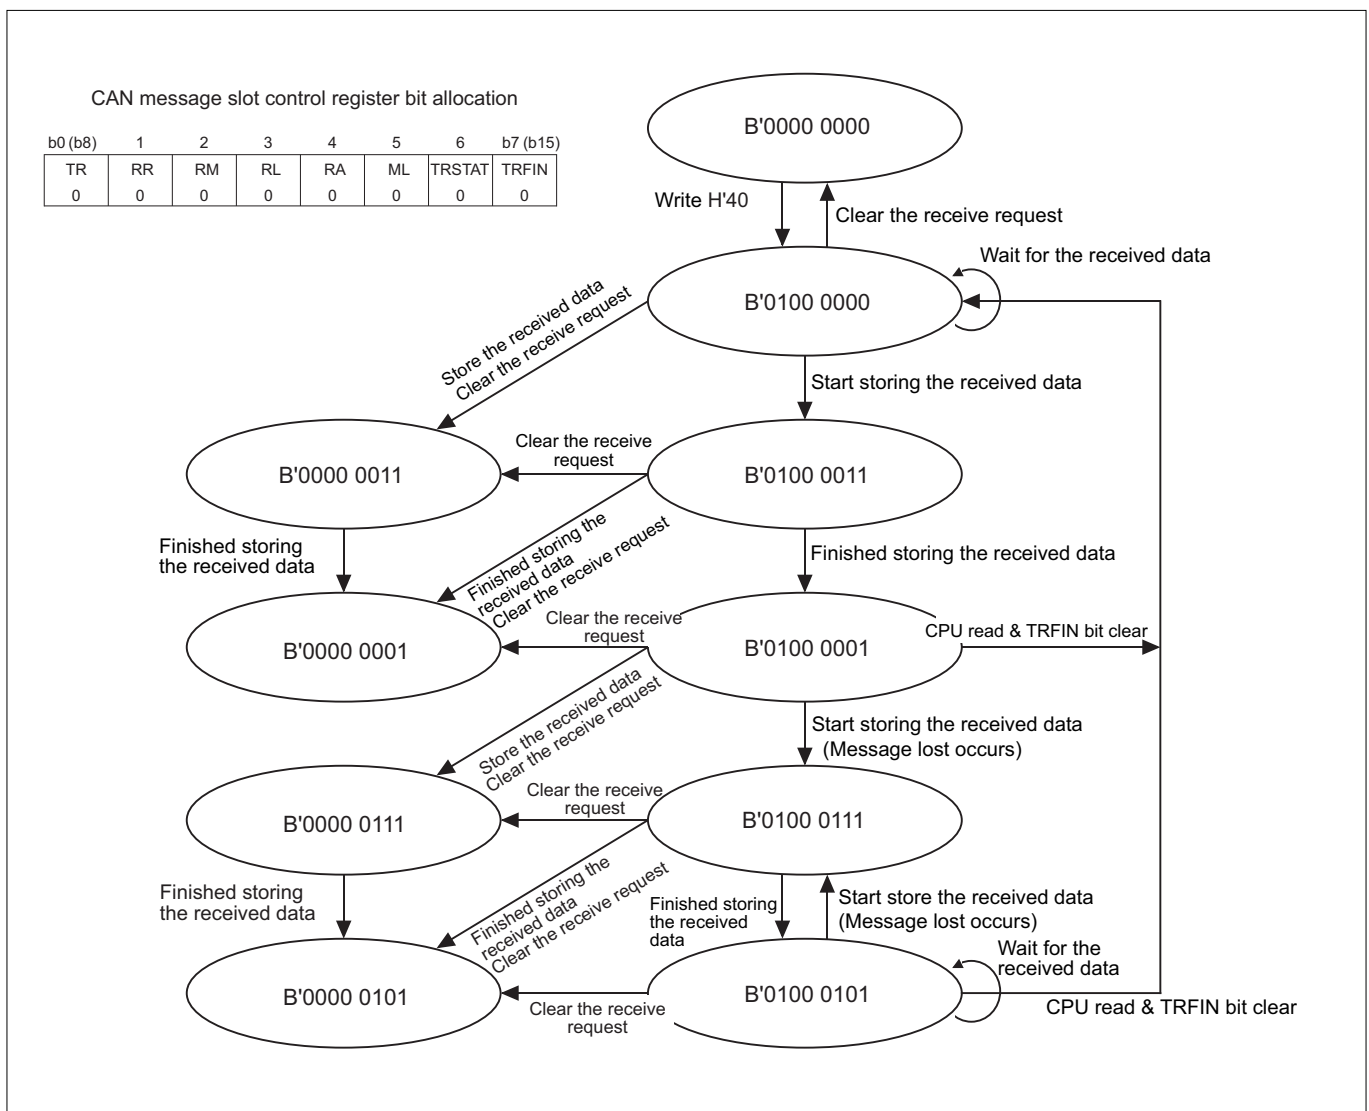 CAN message slot control register bit allocation
b0 (b8) 1 2 3 4 5 6 b7 (b15)
TR RR RM RL RA ML TRSTAT TRFIN
0 0 0 0 0 0 0 0
B'0000 0000
Write H'40
Clear the receive request
Wait for the received data
B'0100 0000
Store the received data
Clear the receive request
Start storing the received data
B'0000 0011
Clear the receive
request
B'0100 0011
Finished storing
the received data
Finished storing the
received data
Clear the receive request
Finished storing the received data
B'0000 0001
Clear the receive
request
B'0100 0001
CPU read & TRFIN bit clear
Store the received data
Clear the receive request
Start storing the received data
(Message lost occurs)
B'0000 0111
Clear the receive
request
B'0100 0111
Finished storing
the received data
Finished storing the
received data
Clear the receive request
Finished storing
the received
data
Start store the received data
(Message lost occurs)
Wait for the
received data
B'0000 0101
Clear the receive
request
B'0100 0101
CPU read & TRFIN bit clear